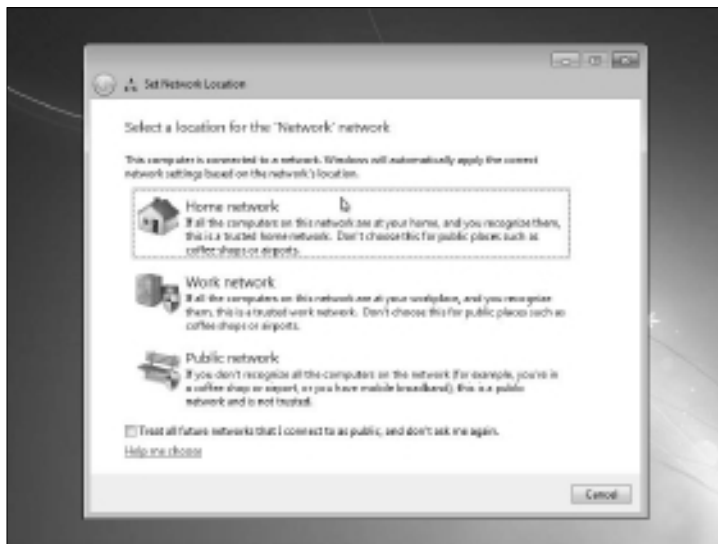 Set Network Location
Select a location for the 'Network' network
This computer is connected to a network. Windows will automatically apply the correct
network settings based on the network's location.
Home network
If all the computers on this network are at your home, and you recognize them,
this is a trusted home network. Don't choose this for public places such as
coffee shops or airports.
Work network
If all the computers on this network are at your workplace, and you recognize
them, this is a trusted work network. Don't choose this for public places such as
coffee shops or airports.
Public network
If you don't recognize all the computers on the network (for example, you're in
a coffee shop or airport, or you have mobile broadband), this is a public
network and is not trusted.
Treat all future networks that I connect to as public, and don't ask me again.
Help me choose
Cancel